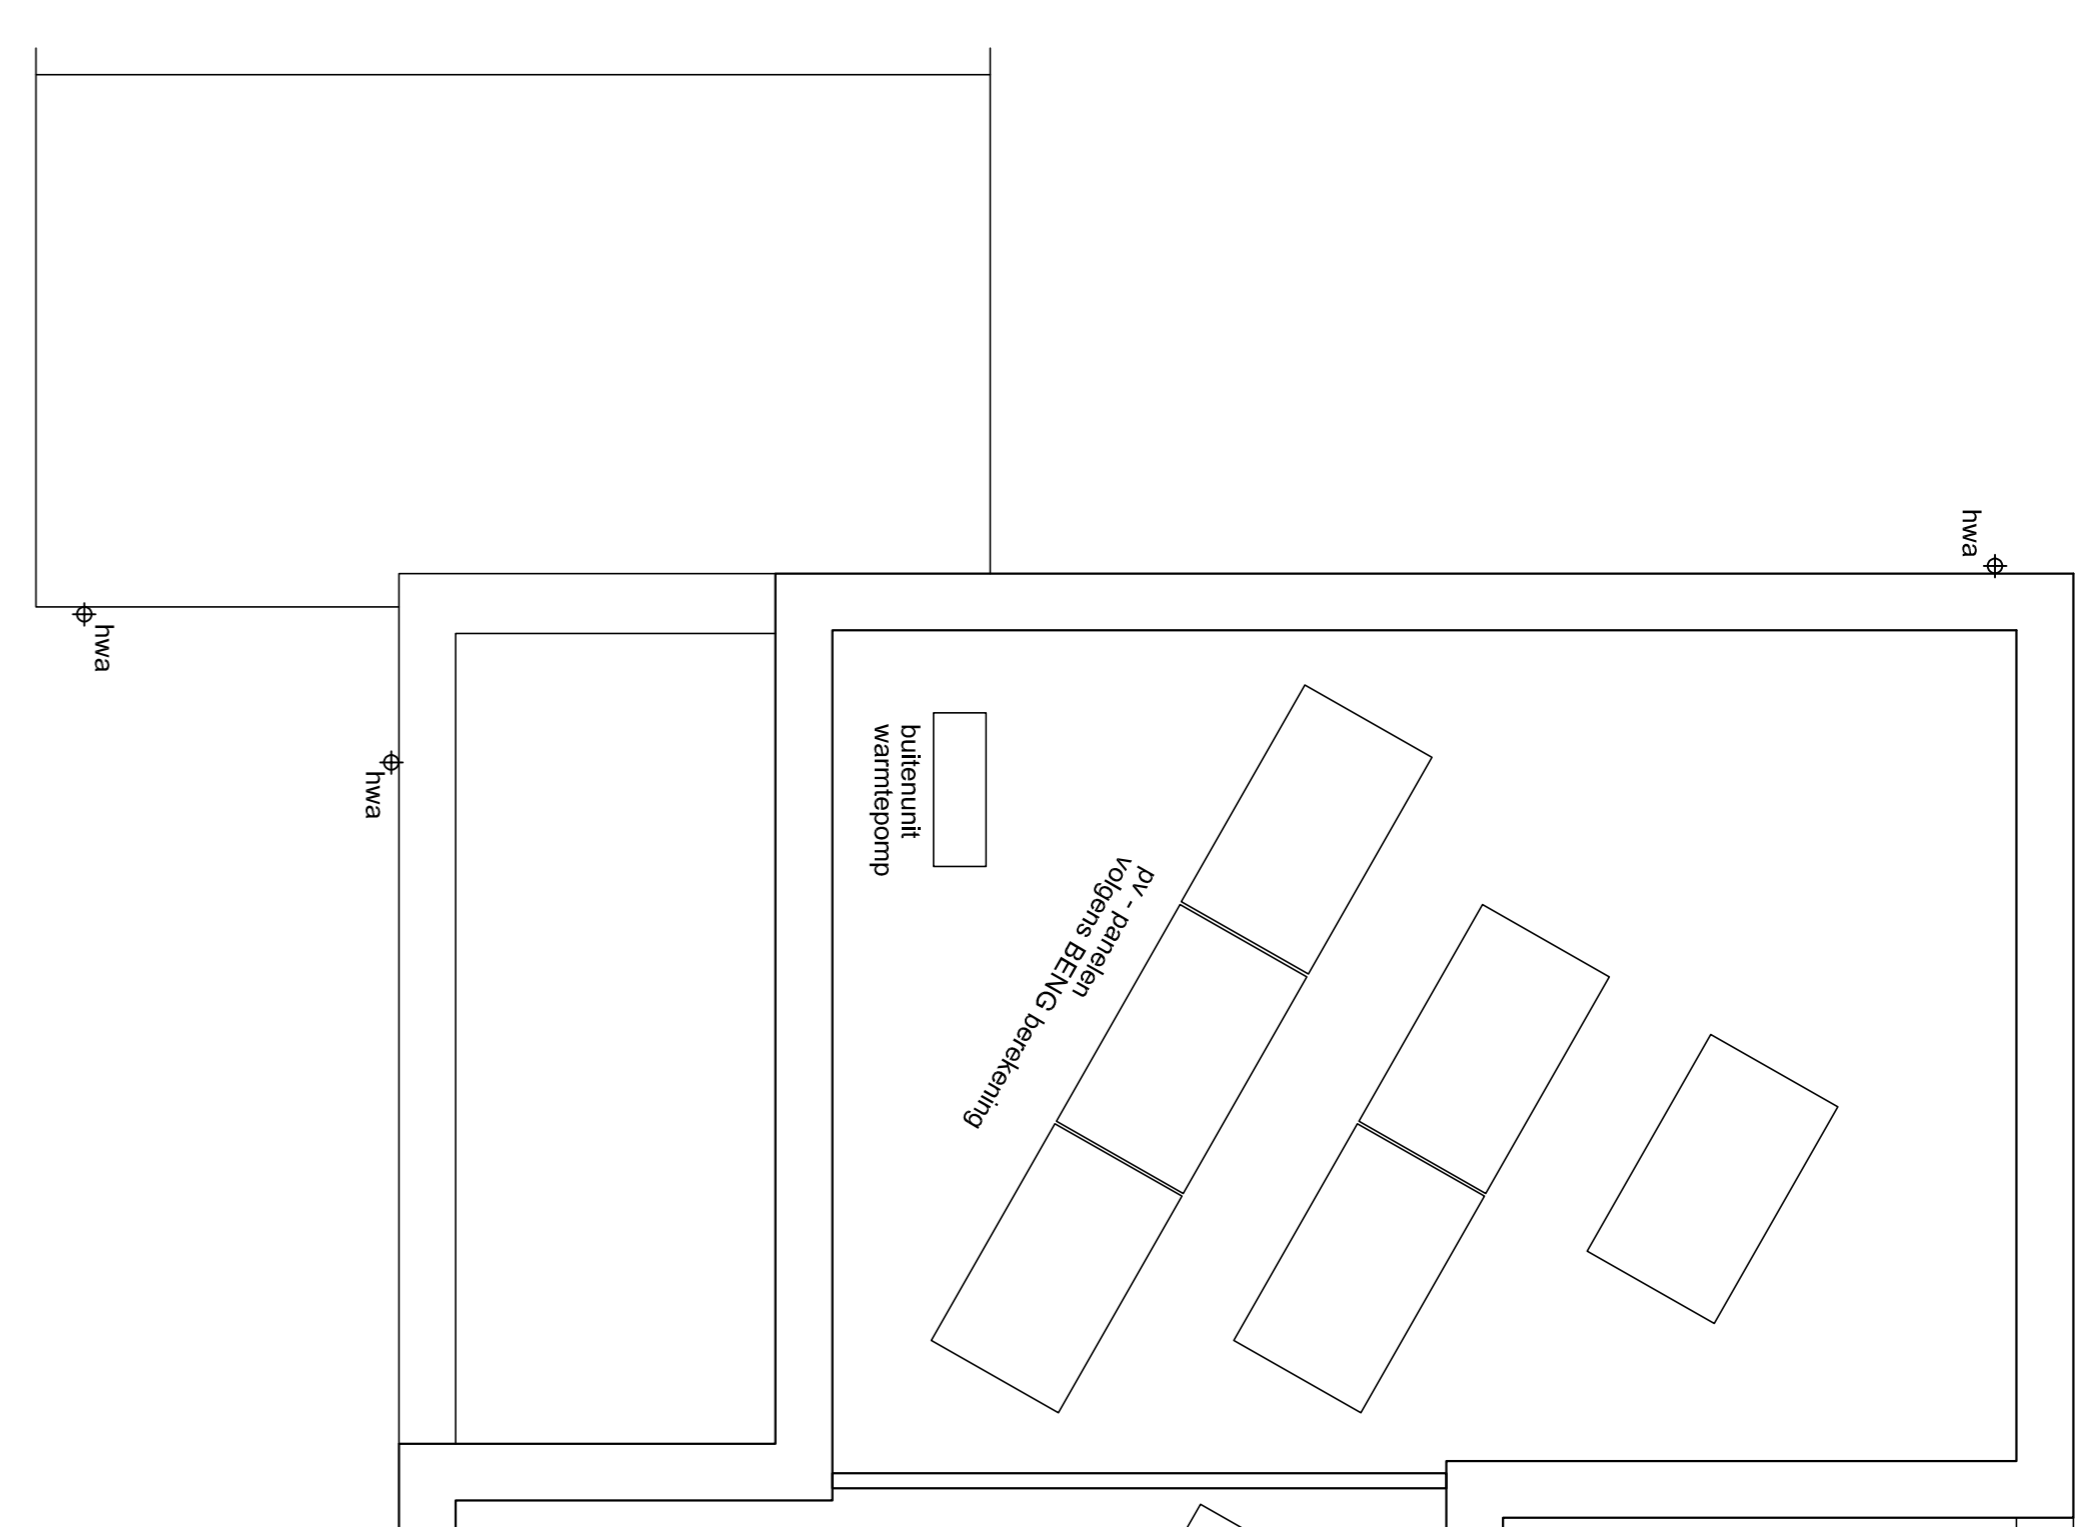 hwa
hwa
hwa
buitenunit
warmtepomp
pv - panelen
volgens BENG berekening